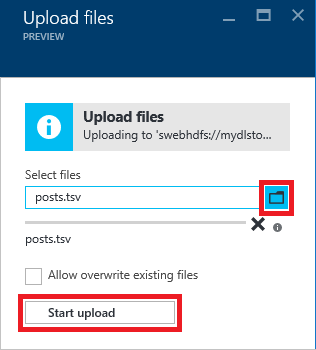 Upload files
PREVIEW
Upload files
Uploading to 'swebhdfs://mydlsto...
Select files
posts.tsv
posts.tsv
Allow overwrite existing files
Start upload